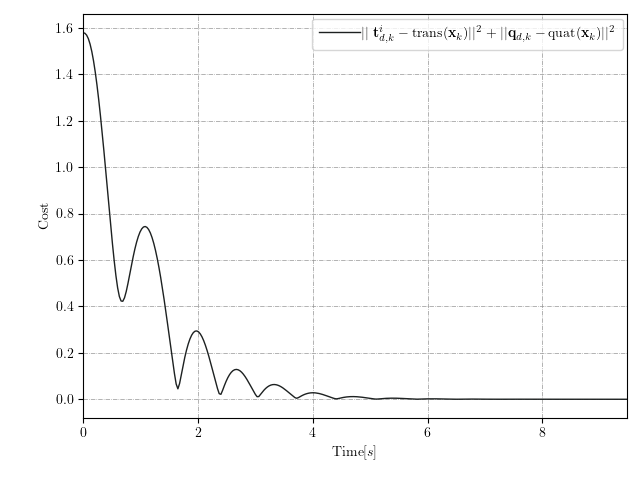 || t^i_{d,k} − trans(x_k)||^2 + ||q_{d,k} − quat(x_k)||^2
1.6
1.4
1.2
1.0
0.8
0.6
0.4
0.2
0.0
Cost
0 2 4 6 8
Time[s]